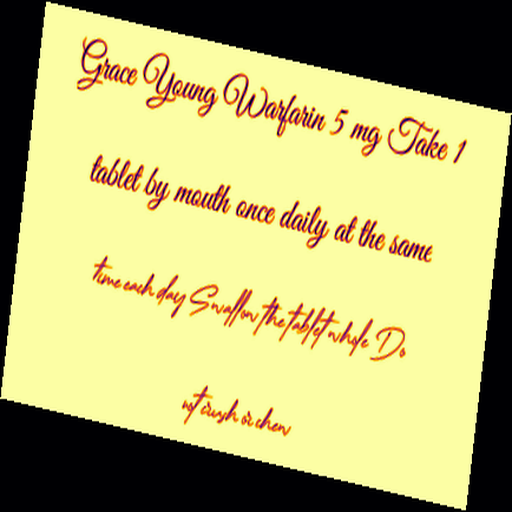 Grace Young Warfarin 5 mg Take 1
tablet by mouth once daily at the same
time each day Swallow the tablet whole Do
not crush or chew